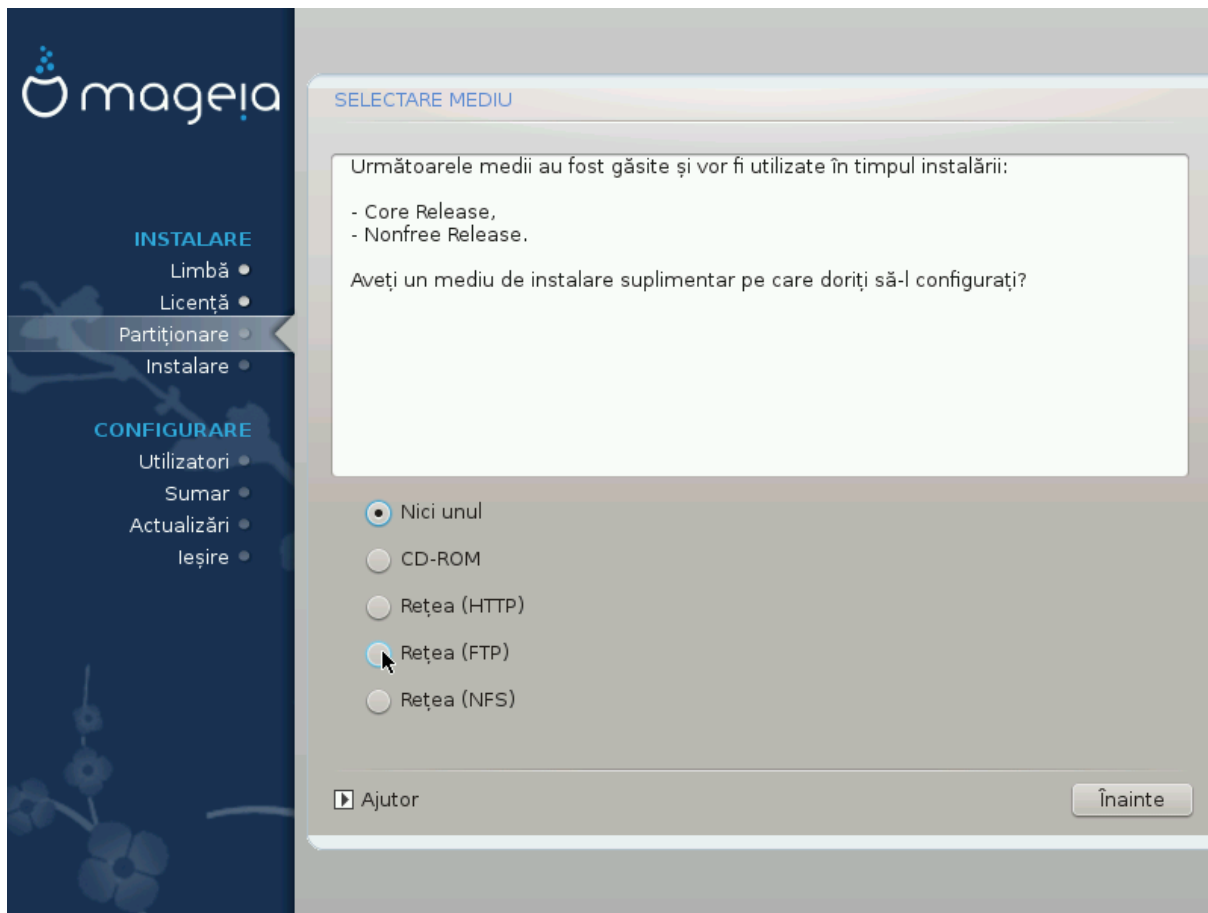 mageia
INSTALARE
Limbă
Licență
Partiționare
Instalare
CONFIGURARE
Utilizatori
Sumar
Actualizări
Ieșire
SELECTARE MEDIU
Următoarele medii au fost găsite și vor fi utilizate în timpul instalării:
- Core Release,
- Nonfree Release.
Aveți un mediu de instalare suplimentar pe care doriți să-l configurați?
Nici unul
CD-ROM
Rețea (HTTP)
Rețea (FTP)
Rețea (NFS)
Ajutor
Înainte